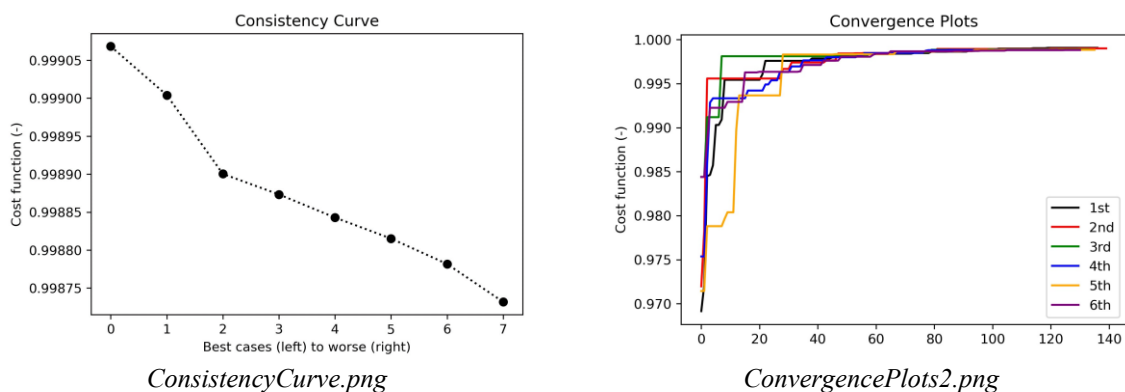 Consistency Curve
Cost function (-)
0.99905
0.99900
0.99895
0.99890
0.99885
0.99880
0.99875
0 1 2 3 4 5 6 7
Best cases (left) to worse (right)
ConsistencyCurve.png
Convergence Plots
Cost function (-)
1.000
0.995
0.990
0.985
0.980
0.975
0.970
0 20 40 60 80 100 120 140
1st
2nd
3rd
4th
5th
6th
ConvergencePlots2.png